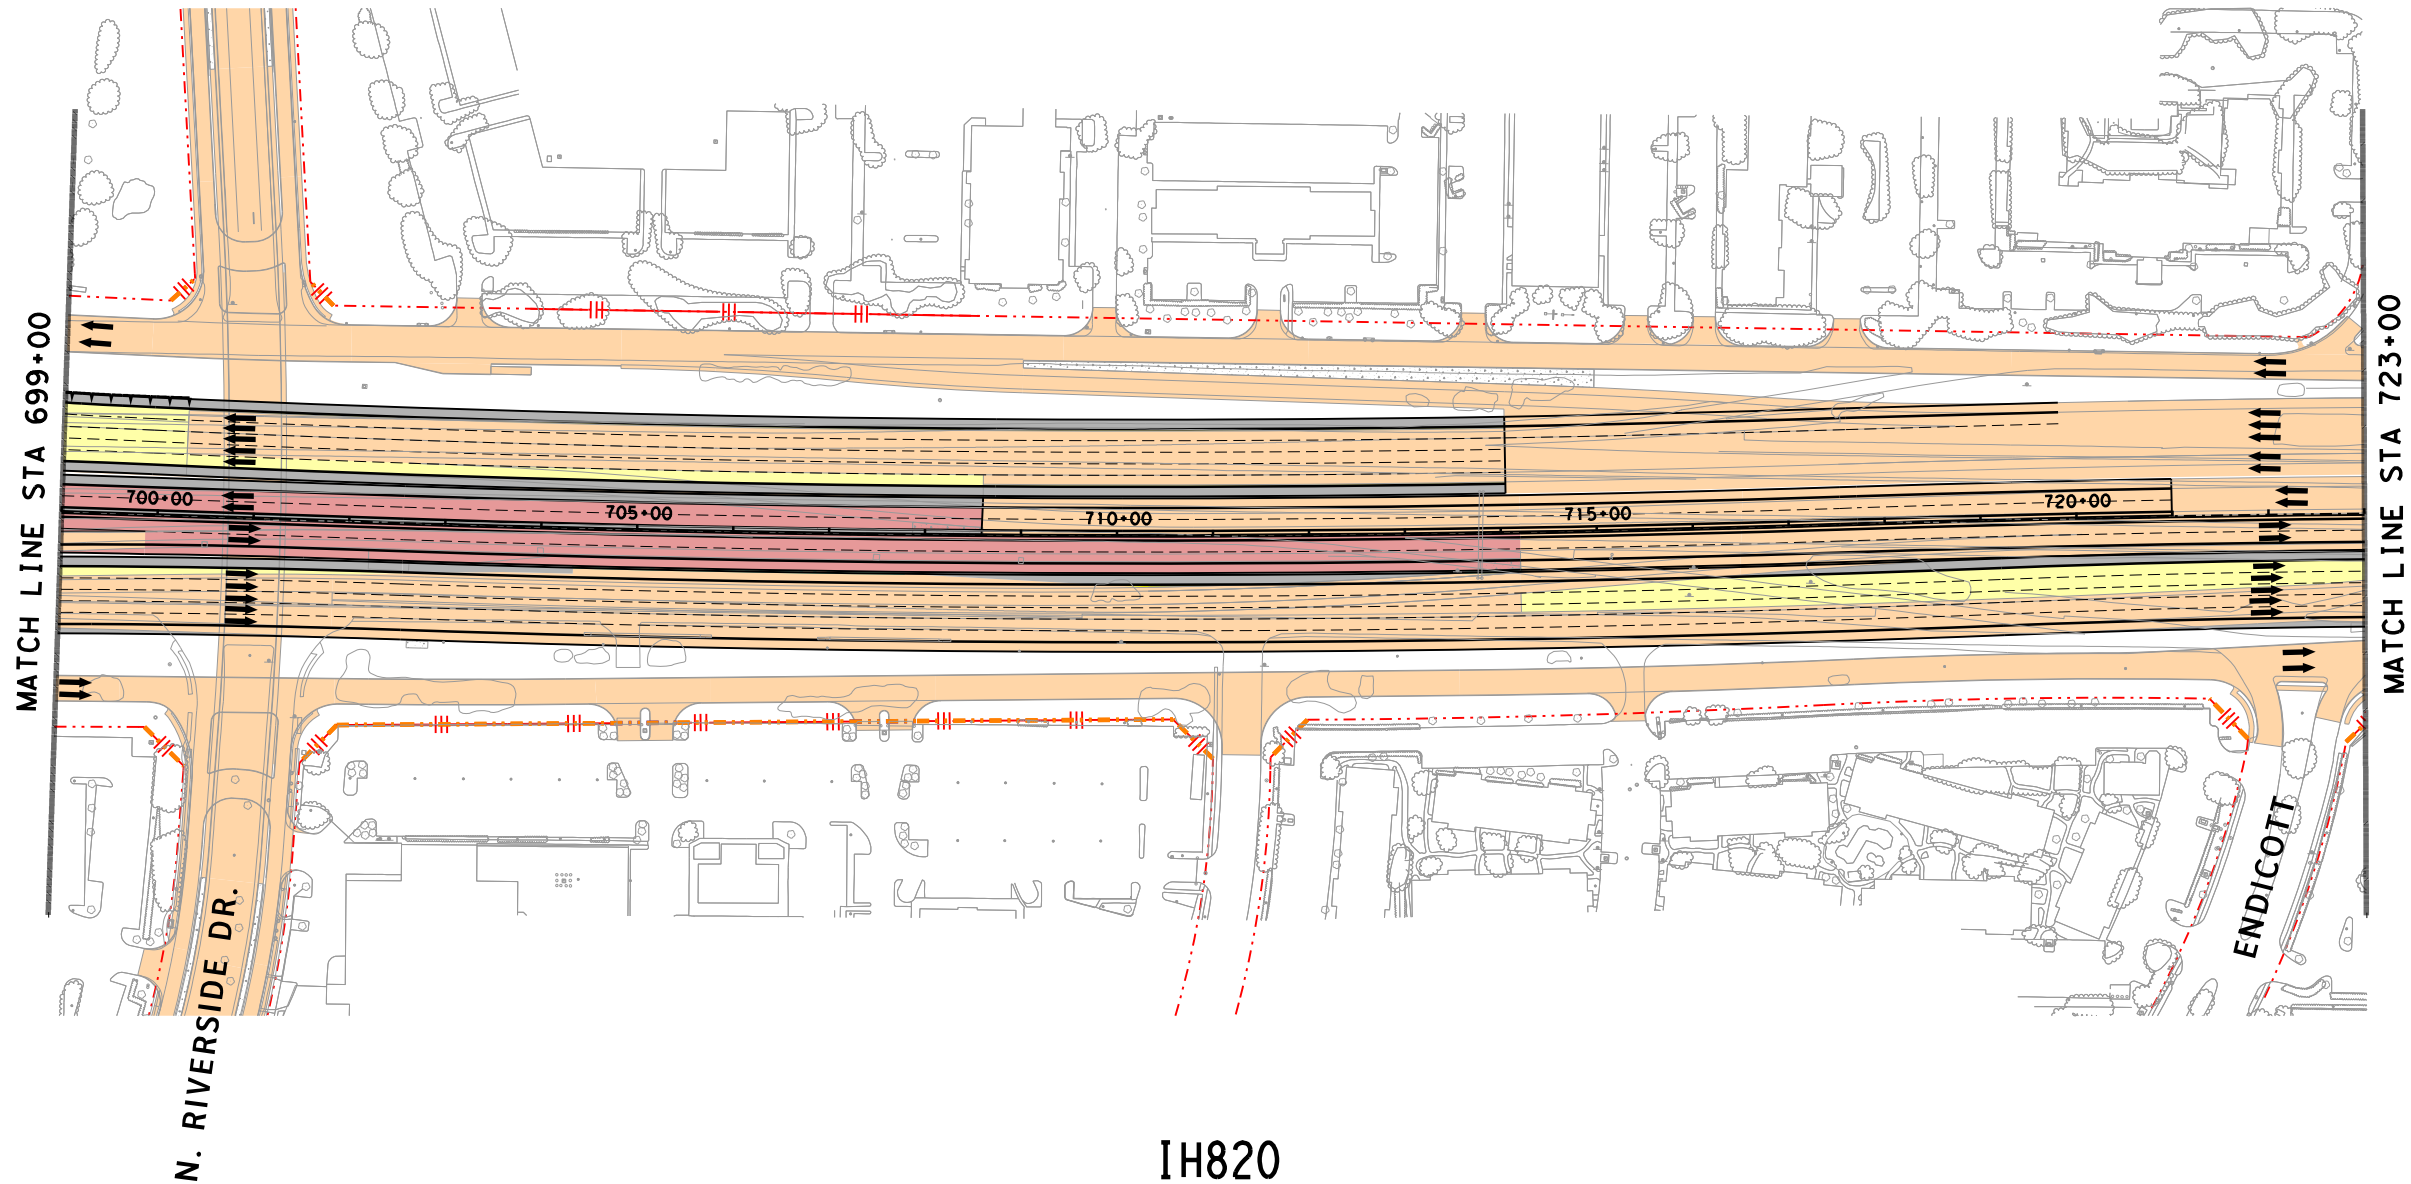 MATCH LINE STA 699+00
MATCH LINE STA 723+00
700+00
705+00
710+00
715+00
720+00
N. RIVERSIDE DR.
ENDICOTT
IH820